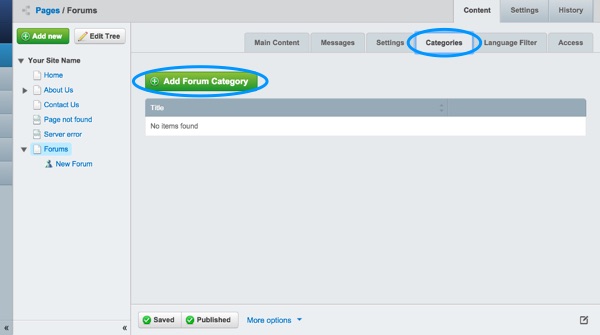 Pages / Forums
Content Settings History
Add new Edit Tree
Main Content Messages Settings Categories Language Filter Access
Your Site Name
Home
About Us
Contact Us
Page not found
Server error
Forums
New Forum
Add Forum Category
Title
No items found
« « Saved Published More options